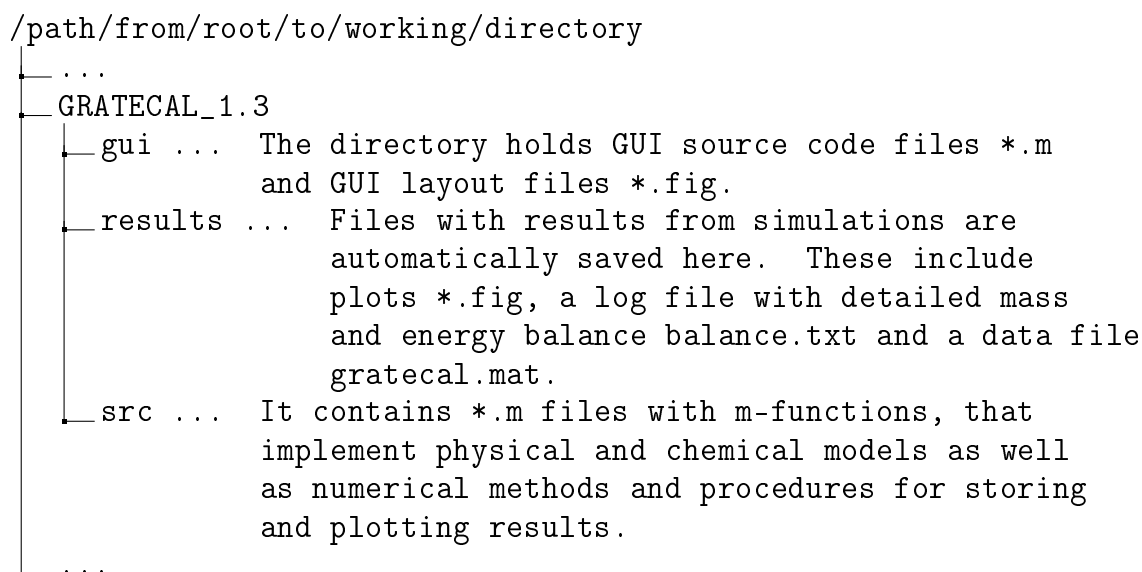 /path/from/root/to/working/directory
...
GRATECAL_1.3
gui ... The directory holds GUI source code files *.m
and GUI layout files *.fig.
results ... Files with results from simulations are
automatically saved here. These include
plots *.fig, a log file with detailed mass
and energy balance balance.txt and a data file
gratecal.mat.
src ... It contains *.m files with m-functions, that
implement physical and chemical models as well
as numerical methods and procedures for storing
and plotting results.
...